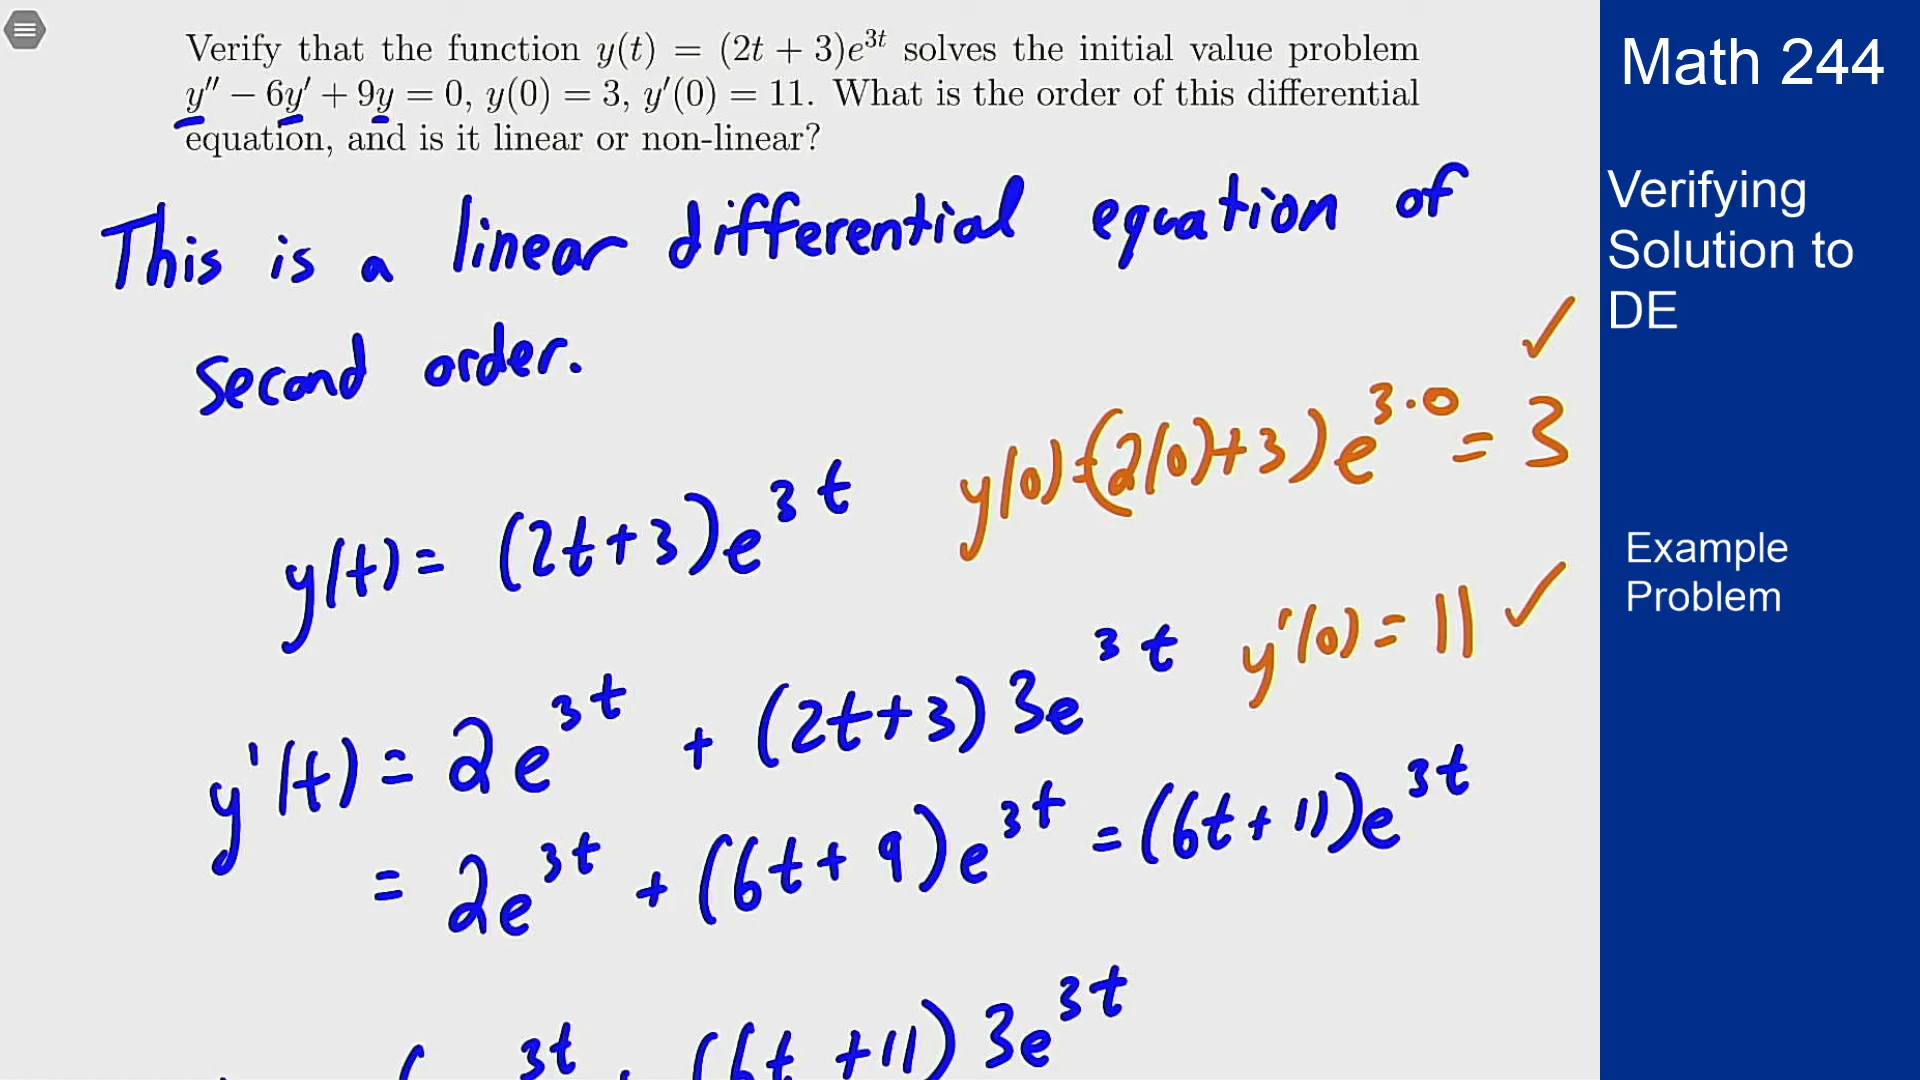 Verify that the function y(t) = (2t + 3)e^{3t} solves the initial value problem
y″ − 6y′ + 9y = 0, y(0) = 3, y′(0) = 11. What is the order of this differential
equation, and is it linear or non-linear?
This is a linear differential equation of
second order.
y(t) = (2t+3)e^{3t}
y(0)=(2(0)+3)e^{3·0} = 3 ✓
y'(t) = 2e^{3t} + (2t+3)3e^{3t}
y'(0) = 11 ✓
= 2e^{3t} + (6t+9)e^{3t} = (6t+11)e^{3t}
3t (6t +11) 3e^{3t}
Math 244
Verifying
Solution to
DE
Example
Problem